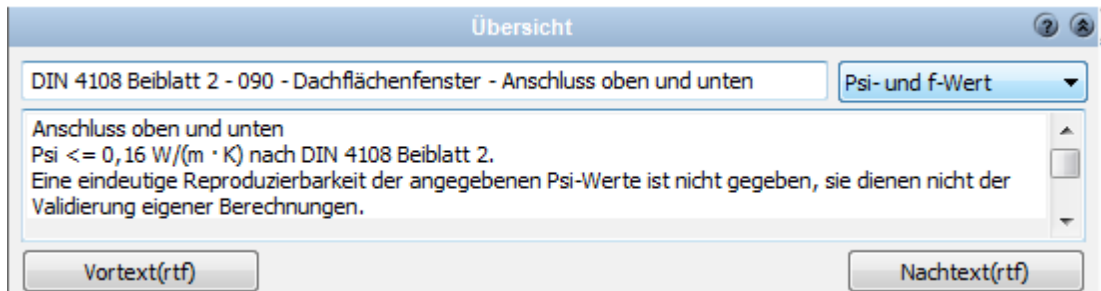 Übersicht
DIN 4108 Beiblatt 2 - 090 - Dachflächenfenster - Anschluss oben und unten
Psi- und f-Wert
Anschluss oben und unten
Psi <= 0,16 W/(m · K) nach DIN 4108 Beiblatt 2.
Eine eindeutige Reproduzierbarkeit der angegebenen Psi-Werte ist nicht gegeben, sie dienen nicht der
Validierung eigener Berechnungen.
Vortext(rtf)
Nachtext(rtf)